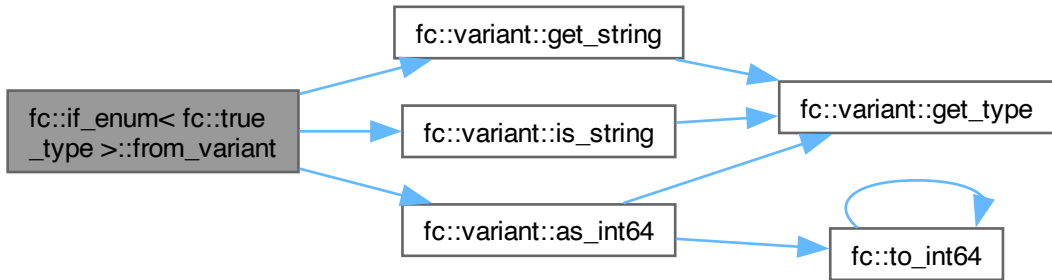 fc::variant::get_string
fc::if_enum< fc::true
_type >::from_variant
fc::variant::is_string
fc::variant::get_type
fc::variant::as_int64
fc::to_int64